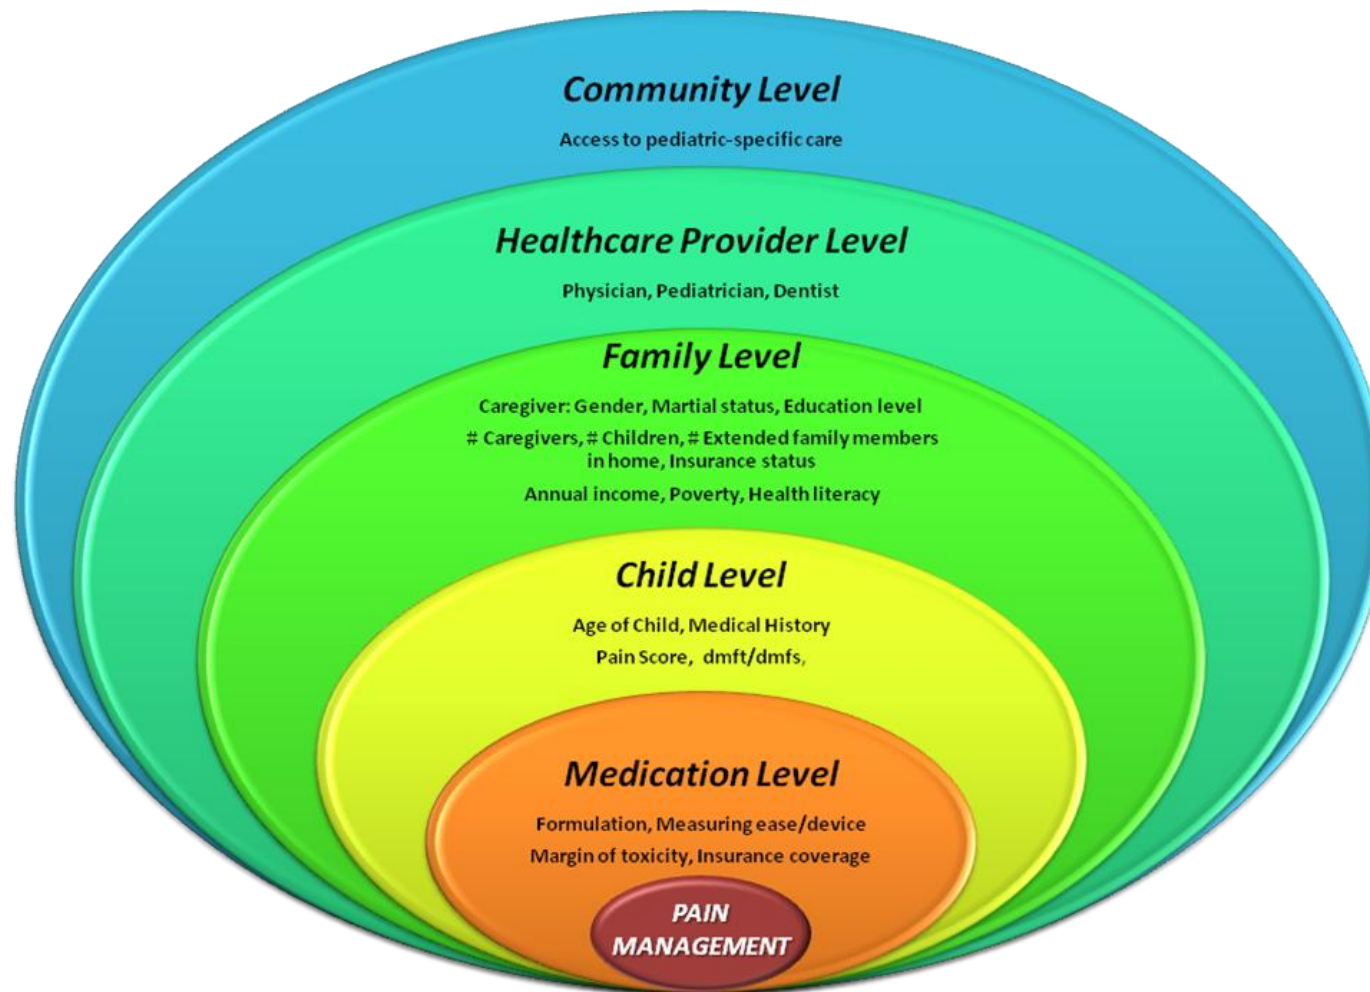 Community Level
Access to pediatric-specific care
Healthcare Provider Level
Physician, Pediatrician, Dentist
Family Level
Caregiver: Gender, Martial status, Education level
# Caregivers, # Children, # Extended family members
in home, Insurance status
Annual income, Poverty, Health literacy
Child Level
Age of Child, Medical History
Pain Score, dmft/dmfs,
Medication Level
Formulation, Measuring ease/device
Margin of toxicity, Insurance coverage
PAIN
MANAGEMENT